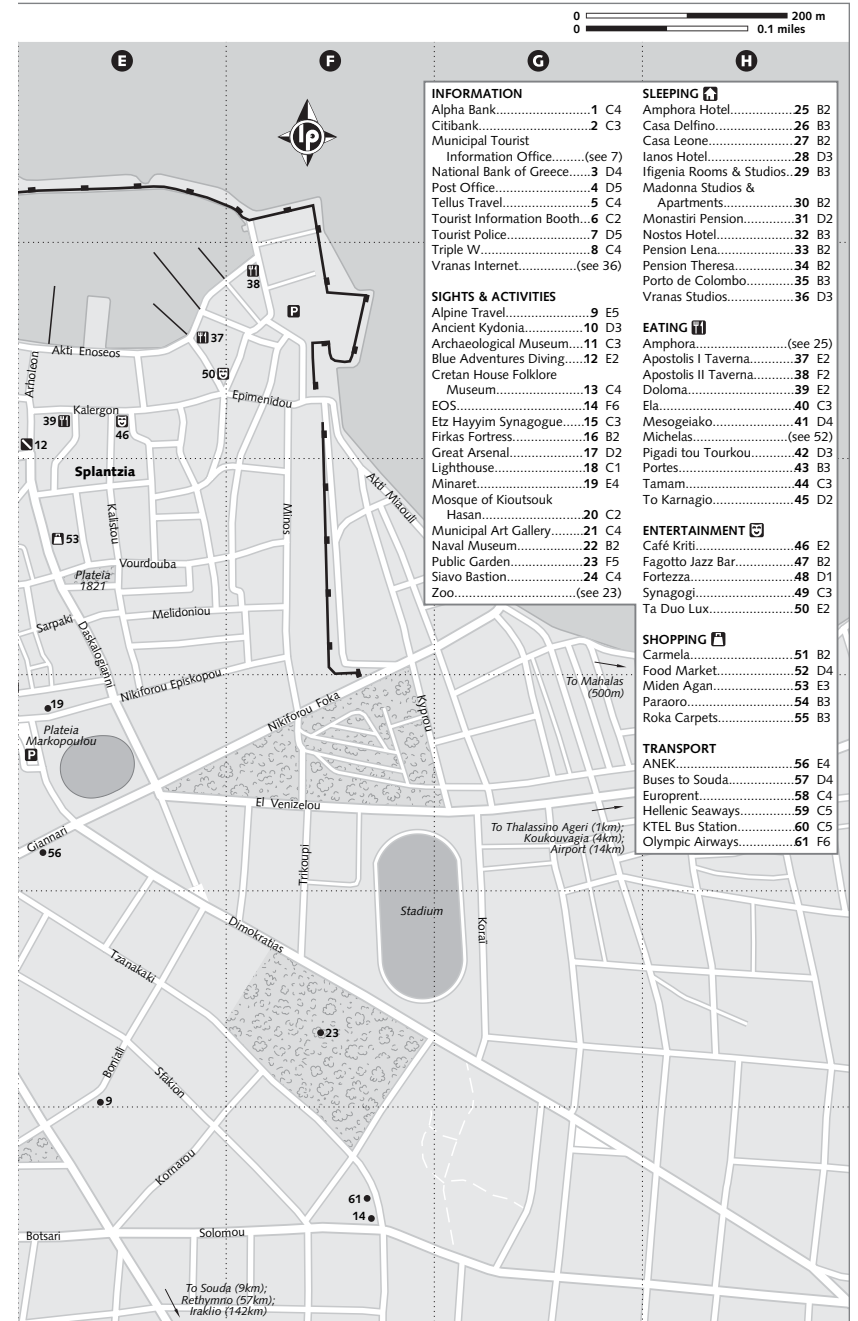 0 200 m
0 0.1 miles
E F G H
lp
INFORMATION
Alpha Bank..............................1 C4
Citibank...................................2 C3
Municipal Tourist
Information Office.........(see 7)
National Bank of Greece.....3 D4
Post Office..............................4 D5
Tellus Travel...........................5 C4
Tourist Information Booth...6 C2
Tourist Police.........................7 D5
Triple W..................................8 C4
Vranas Internet...............(see 36)
SIGHTS & ACTIVITIES
Alpine Travel..........................9 E5
Ancient Kydonia..................10 D3
Archaeological Museum....11 C3
Blue Adventures Diving.....12 E2
Cretan House Folklore
Museum..........................13 C4
EOS.......................................14 F6
Etz Hayyim Synagogue......15 C3
Firkas Fortress.....................16 B2
Great Arsenal.......................17 D2
Lighthouse...........................18 C1
Minaret.................................19 E4
Mosque of Kioutsouk
Hasan..............................20 C2
Municipal Art Gallery.........21 C4
Naval Museum....................22 B2
Public Garden......................23 F5
Siavo Bastion.......................24 C4
Zoo..................................(see 23)
SLEEPING
Amphora Hotel....................25 B2
Casa Delfino.........................26 B3
Casa Leone...........................27 B2
Ianos Hotel...........................28 D3
Ifigenia Rooms & Studios..29 B3
Madonna Studios &
Apartments.....................30 B2
Monastiri Pension................31 D2
Nostos Hotel........................32 B3
Pension Lena........................33 B2
Pension Theresa...................34 B2
Porto de Colombo...............35 B3
Vranas Studios.....................36 D3
EATING
Amphora..........................(see 25)
Apostolis I Taverna..............37 E2
Apostolis II Taverna.............38 F2
Doloma.................................39 E2
Ela.........................................40 C3
Mesogeiako..........................41 D4
Michelas...........................(see 52)
Pigadi tou Tourkou..............42 D3
Portes....................................43 B3
Tamam..................................44 C3
To Karnagio..........................45 D2
ENTERTAINMENT
Café Kriti...............................46 E2
Fagotto Jazz Bar...................47 B2
Fortezza................................48 D1
Synagogi...............................49 C3
Ta Duo Lux...........................50 E2
SHOPPING
Carmela.................................51 B2
Food Market.........................52 D4
Miden Agan..........................53 E3
Paraoro..................................54 B3
Roka Carpets........................55 B3
TRANSPORT
ANEK.....................................56 E4
Buses to Souda.....................57 D4
Europrent..............................58 C4
Hellenic Seaways.................59 C5
KTEL Bus Station..................60 C5
Olympic Airways..................61 F6
38
P
37
Akti Enoseos
50
Arholeon
Epimenidou
Kalergon
39
46
12
Splantzia
Akti Miaouli
Minos
Kalistou
53
Vourdouba
Plateia
1821
Melidoniou
Sarpaki
Daskalogianni
To Mahalas
(500m)
Nikiforou Episkopou
Kyprou
Nikiforou Foka
19
Plateia
Markopoulou
P
El Venizelou
To Thalassino Ageri (1km);
Koukouvagia (4km);
Airport (14km)
Giannari
56
Trikoupi
Stadium
Koraï
Dimokratias
Tzanakaki
23
Boniali
Sfakion
9
Kornarou
61
14
Botsari
Solomou
To Souda (9km);
Rethymno (57km);
Iraklio (142km)